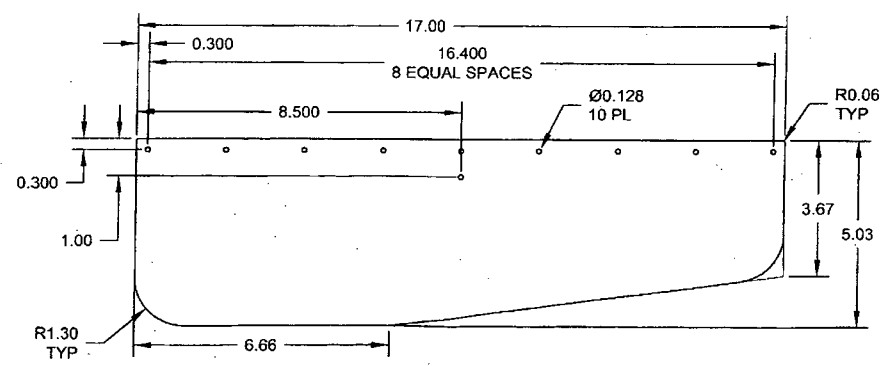 17.00
0.300
16.400
8 EQUAL SPACES
8.500
Ø0.128
10 PL
R0.06
TYP
0.300
1.00
3.67
5.03
R1.30
TYP
6.66